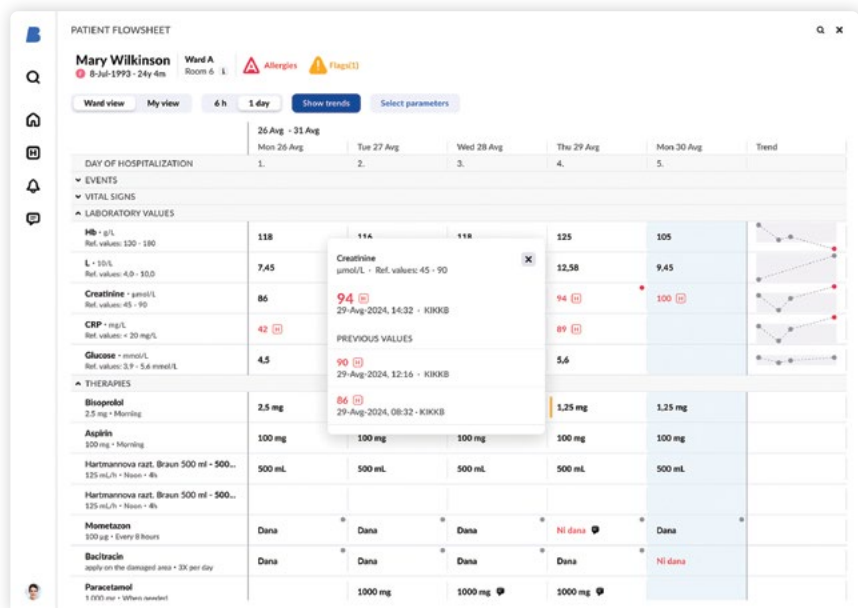 PATIENT FLOWSHEET
Mary Wilkinson
8-Jul-1993 - 24y 4m
Ward A
Room 6
Allergies
Flags(1)
Ward view My view 6 h 1 day Show trends Select parameters
26 Avg - 31 Avg
Mon 26 Avg Tue 27 Avg Wed 28 Avg Thu 29 Avg Mon 30 Avg Trend
DAY OF HOSPITALIZATION 1. 2. 3. 4. 5.
EVENTS
VITAL SIGNS
LABORATORY VALUES
Hb • g/L
Ref. values: 130 - 180
118 116 118 125 105
L • 10/L
Ref. values: 4,0 - 10,0
7,45 12,58 9,45
Creatinine • µmol/L
Ref. values: 45 - 90
86 94 H 100 H
CRP • mg/L
Ref. values: < 20 mg/L
42 H 89 H
Glucose • mmol/L
Ref. values: 3,9 - 5,6 mmol/L
4,5 5,6
Creatinine
µmol/L • Ref. values: 45 - 90
94 H
29-Avg-2024, 14:32 • KIKKB
PREVIOUS VALUES
90 H
29-Avg-2024, 12:16 • KIKKB
86 H
29-Avg-2024, 08:32 - KIKKB
THERAPIES
Bisoprolol
2.5 mg • Morning
2,5 mg 1,25 mg 1,25 mg
Aspirin
100 mg • Morning
100 mg 100 mg 100 mg 100 mg 100 mg
Hartmannova razt. Braun 500 ml - 500...
125 mL/h • Noon • 4h
500 mL 500 mL 500 mL 500 mL 500 mL
Hartmannova razt. Braun 500 ml - 500...
125 mL/h • Noon • 4h
Mometazon
100 µg • Every 8 hours
Dana Dana Dana Ni dana Dana
Bacitracin
apply on the damaged area • 3X per day
Dana Dana Dana Dana Ni dana
Paracetamol
1.000 mg • When needed
1000 mg 1000 mg 1000 mg